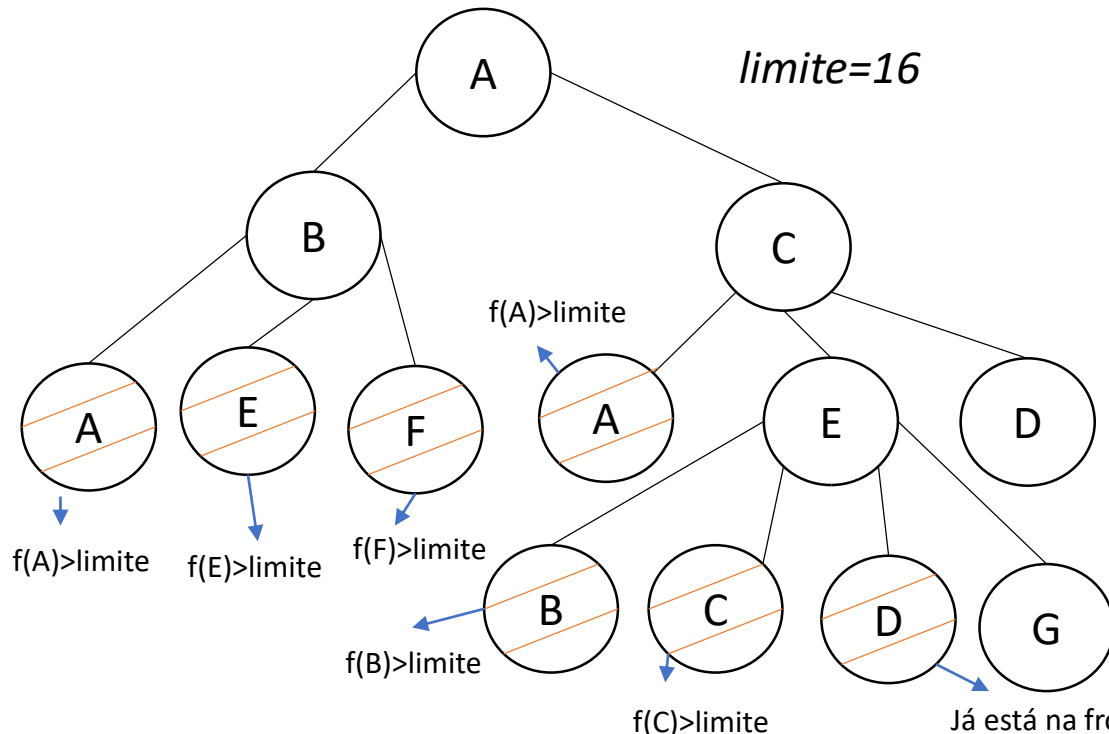 A
limite=16
B
C
f(A)>limite
A
E
F
A
E
D
f(A)>limite
f(E)>limite
f(F)>limite
B
C
D
G
f(B)>limite
f(C)>limite
Já está na